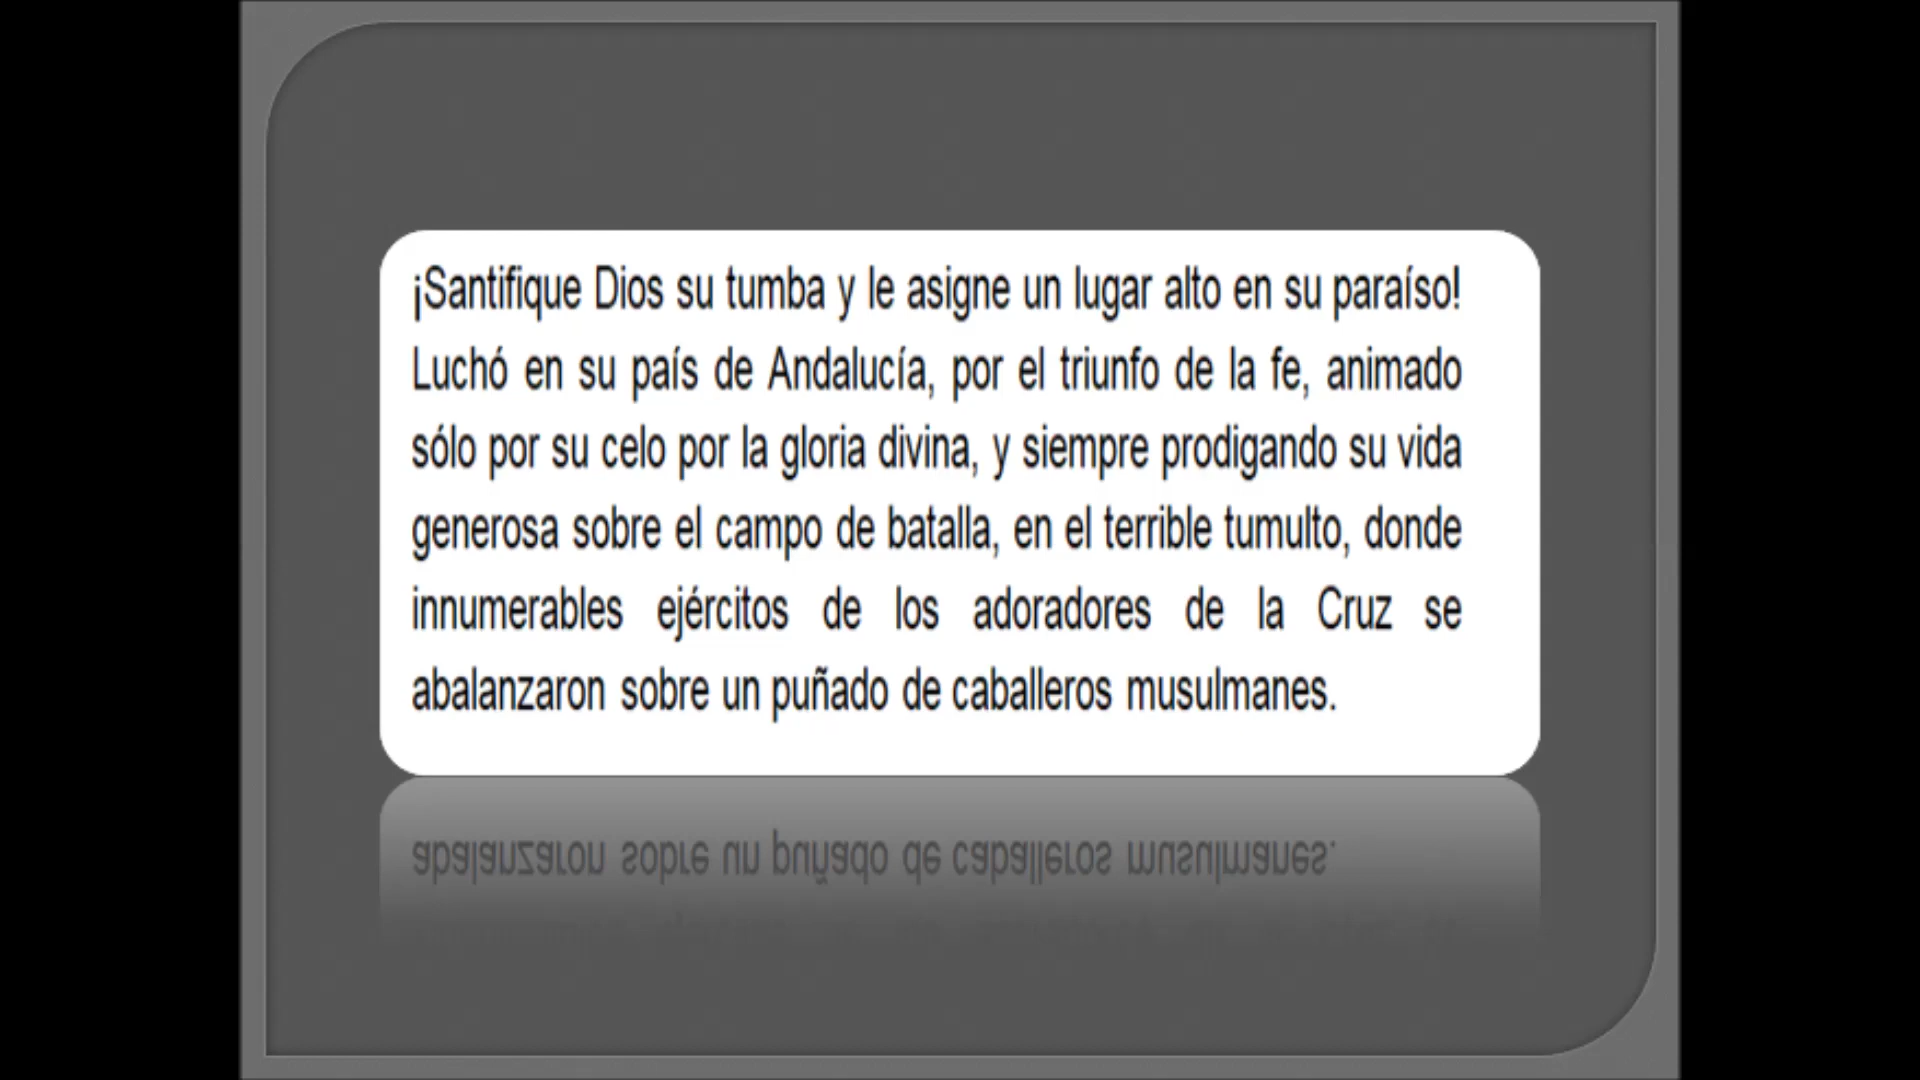 ¡Santifique Dios su tumba y le asigne un lugar alto en su paraíso!
Luchó en su país de Andalucía, por el triunfo de la fe, animado
sólo por su celo por la gloria divina, y siempre prodigando su vida
generosa sobre el campo de batalla, en el terrible tumulto, donde
innumerables ejércitos de los adoradores de la Cruz se
abalanzaron sobre un puñado de caballeros musulmanes.